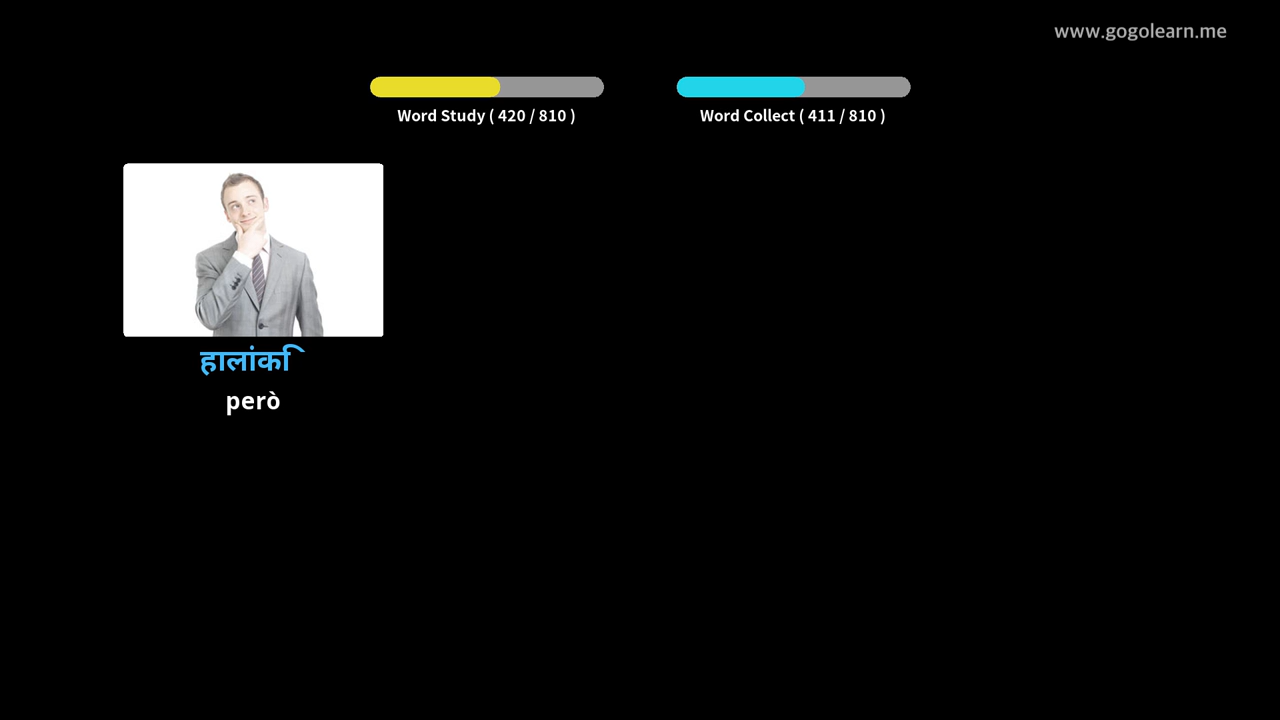 www.gogolearn.me
Word Study ( 420 / 810 )
Word Collect ( 411 / 810 )
हालांकि
però